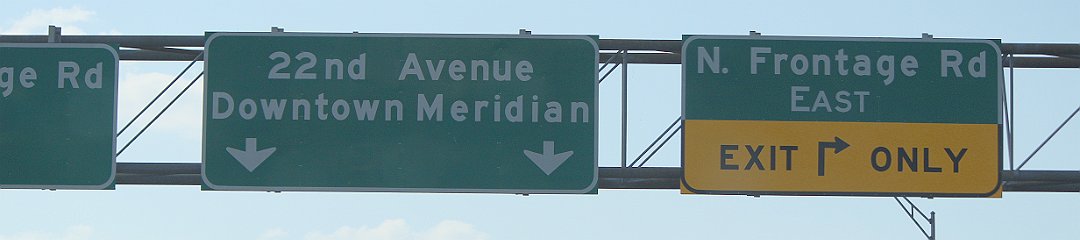 ge Rd
22nd Avenue
Downtown Meridian
N. Frontage Rd
EAST
EXIT ONLY